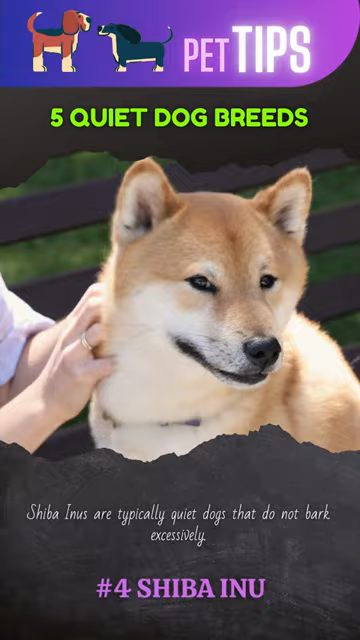 PET TIPS
5 QUIET DOG BREEDS
Shiba Inus are typically quiet dogs that do not bark
excessively.
#4 SHIBA INU